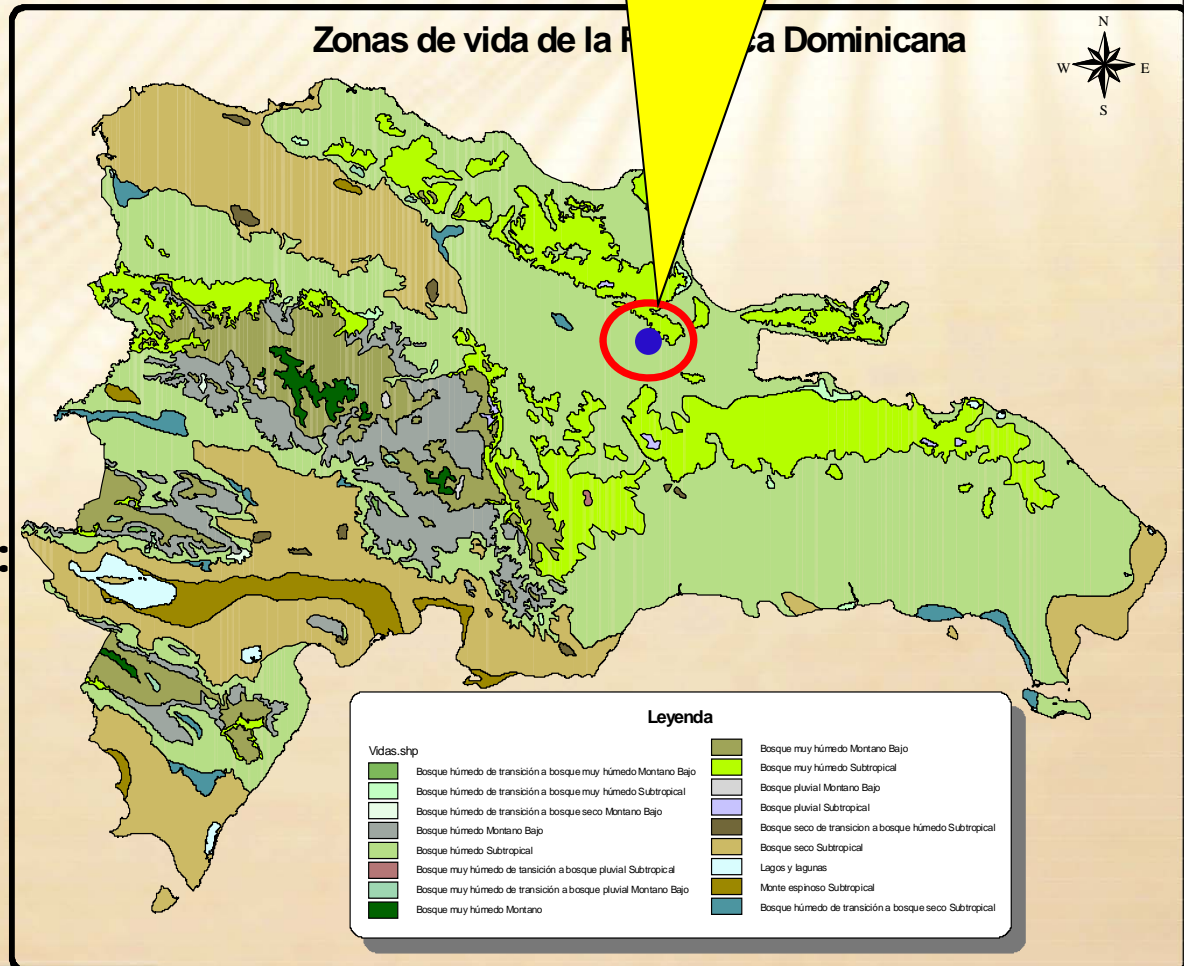 Zonas de vida de la R ca Dominicana
N
W E
S
:
Leyenda
Vidas.shp
Bosque húmedo de transición a bosque muy húmedo Montano Bajo
Bosque húmedo de transición a bosque muy húmedo Subtropical
Bosque húmedo de transición a bosque seco Montano Bajo
Bosque húmedo Montano Bajo
Bosque húmedo Subtropical
Bosque muy húmedo de tansición a bosque pluvial Subtropical
Bosque muy húmedo de transición a bosque pluvial Montano Bajo
Bosque muy húmedo Montano
Bosque muy húmedo Montano Bajo
Bosque muy húmedo Subtropical
Bosque pluvial Montano Bajo
Bosque pluvial Subtropical
Bosque seco de transicion a bosque húmedo Subtropical
Bosque seco Subtropical
Lagos y lagunas
Monte espinoso Subtropical
Bosque húmedo de transición a bosque seco Subtropical